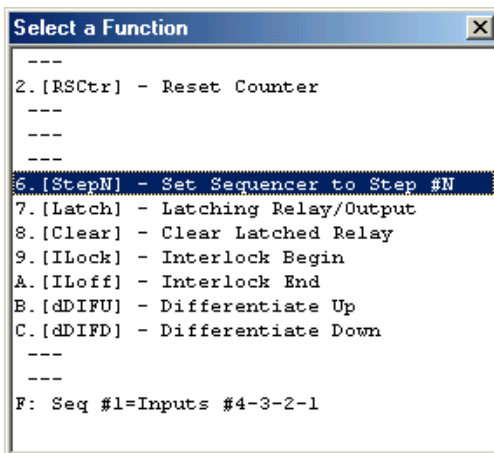 Select a Function
---
2.[RSCtr] - Reset Counter
---
---
---
6.[StepN] - Set Sequencer to Step #N
7.[Latch] - Latching Relay/Output
8.[Clear] - Clear Latched Relay
9.[ILock] - Interlock Begin
A.[ILoff] - Interlock End
B.[dDIFU] - Differentiate Up
C.[dDIFD] - Differentiate Down
---
---
F: Seq #1=Inputs #4-3-2-1